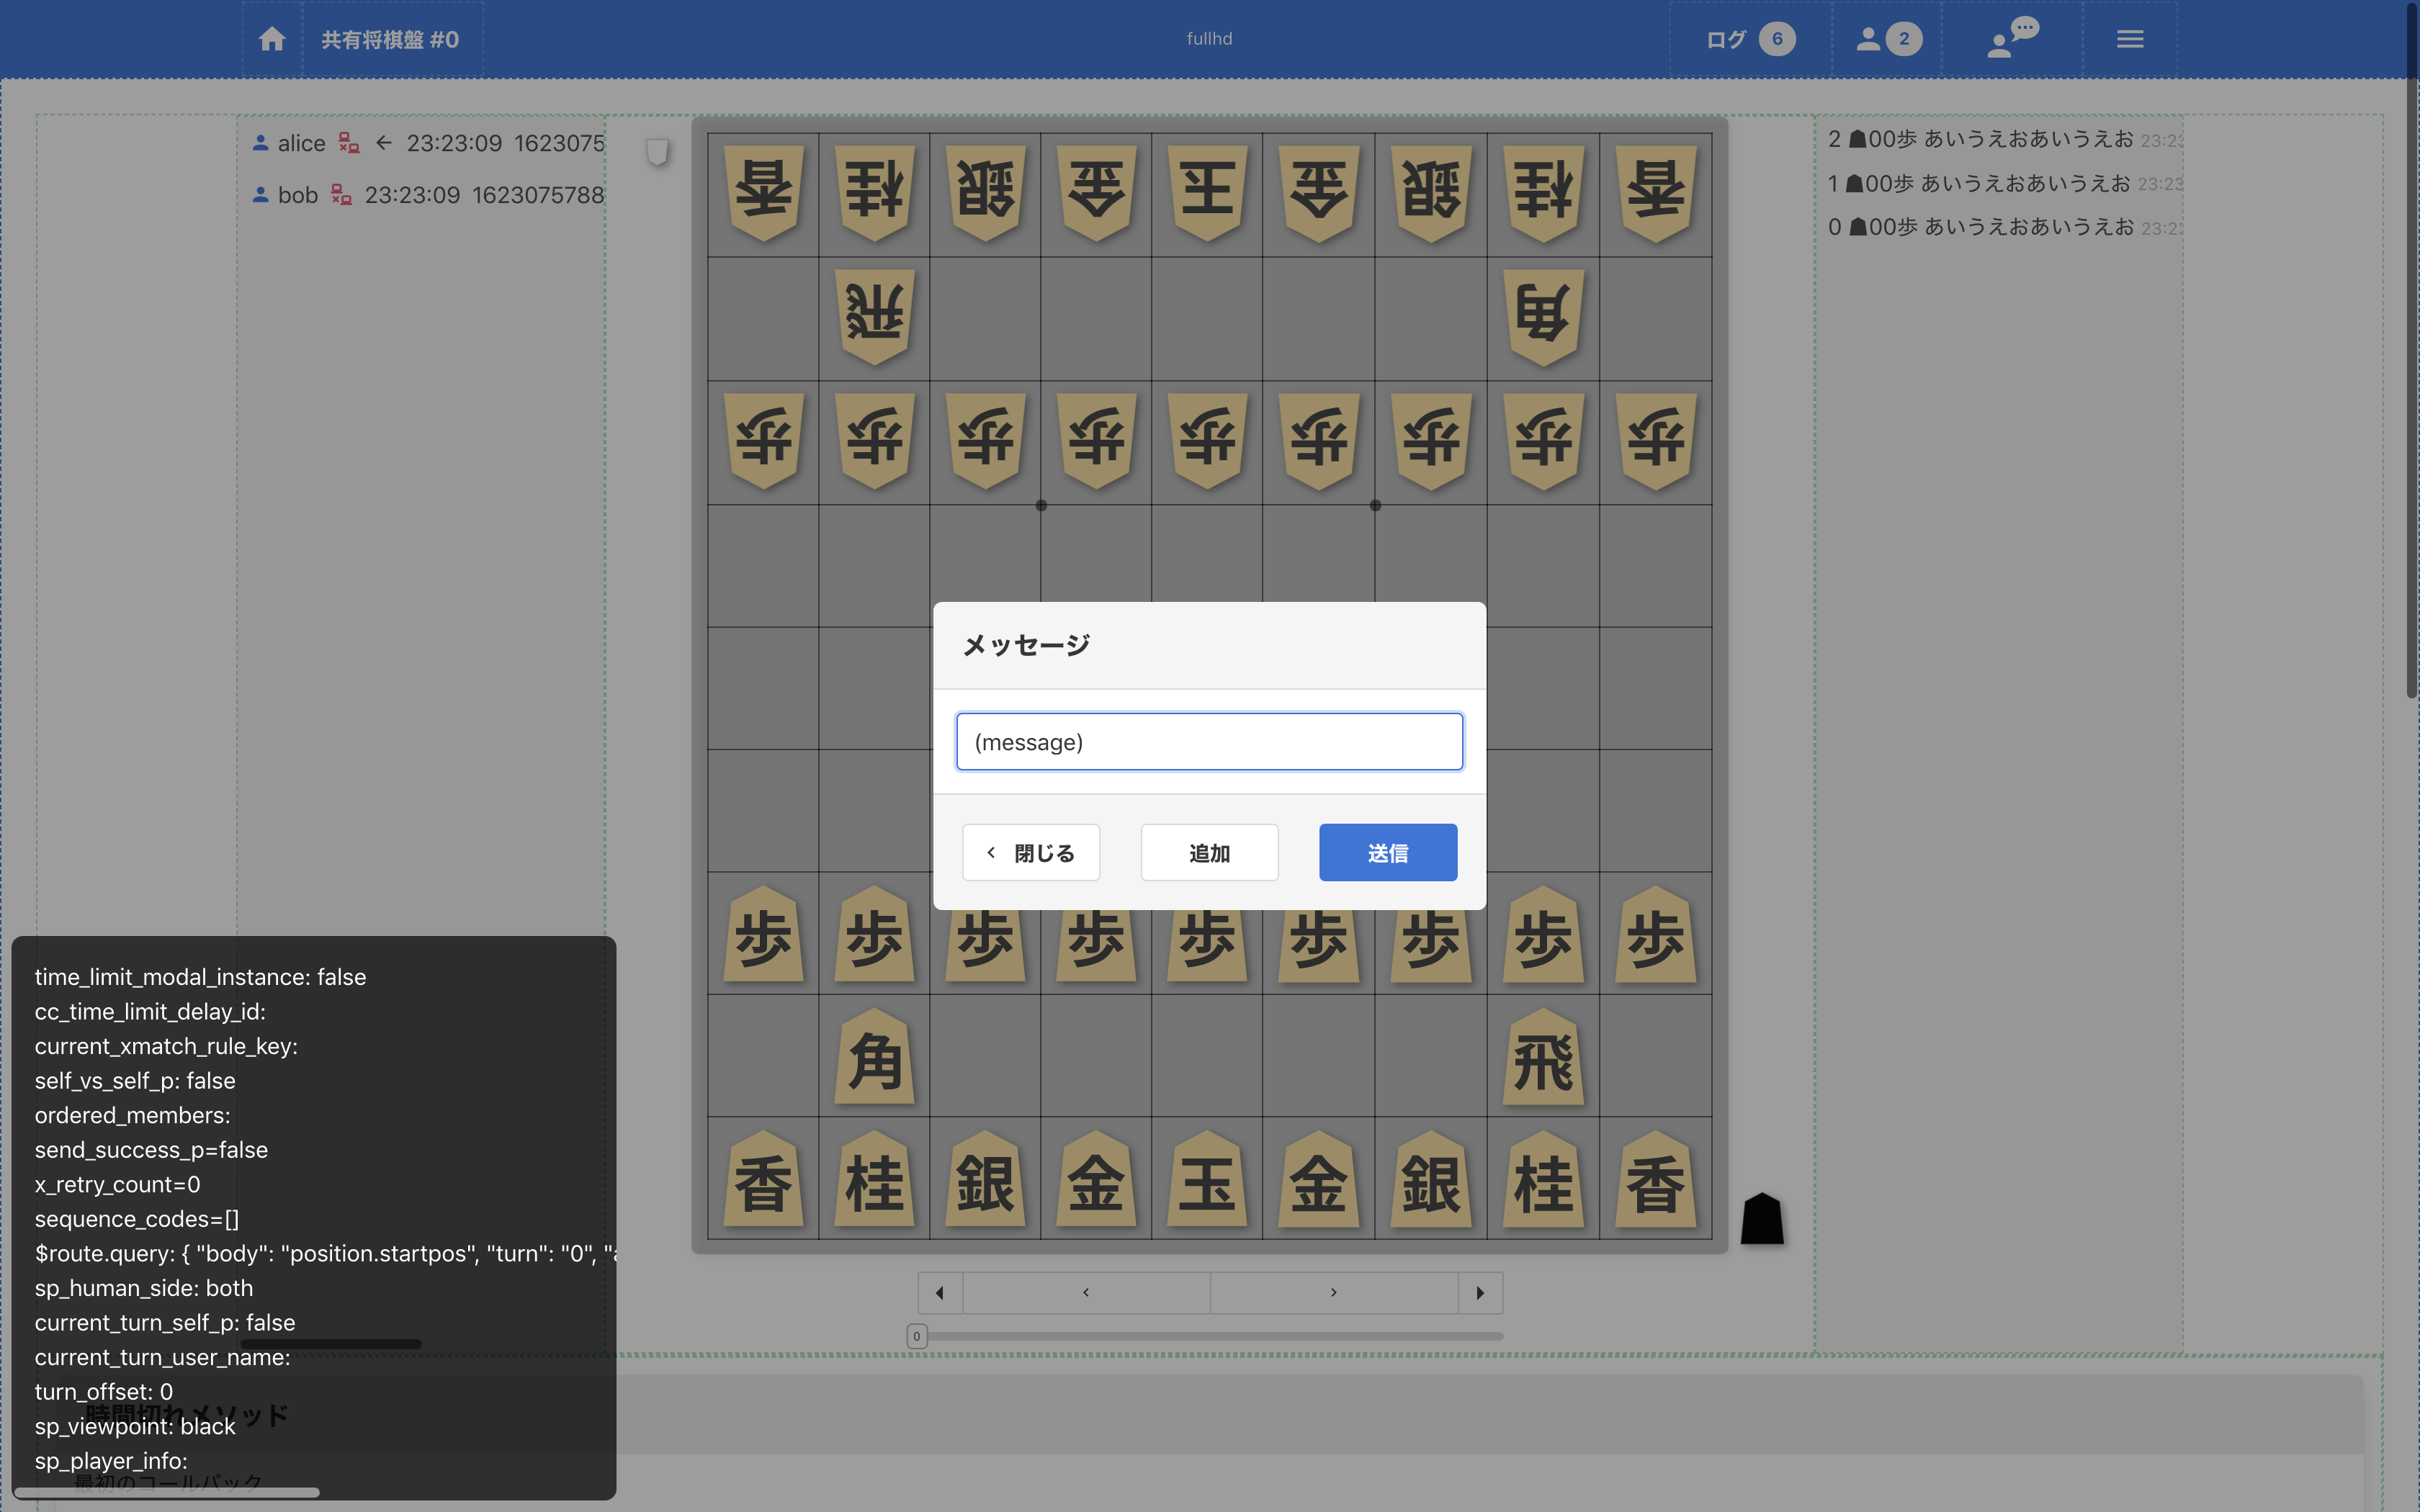 共有将棋盤 #0
fullhd
ログ 6
2
alice ← 23:23:09 1623075
bob 23:23:09 1623075788
2 ☗00歩 あいうえおあいうえお 23:23
1 ☗00歩 あいうえおあいうえお 23:23
0 ☗00歩 あいうえおあいうえお 23:23
香 桂 銀 金 玉 金 銀 桂 香
飛 角
歩 歩 歩 歩 歩 歩 歩 歩 歩
メッセージ
(message)
閉じる
追加
送信
歩 歩 歩 歩 歩 歩 歩 歩 歩
角 飛
香 桂 銀 金 玉 金 銀 桂 香
0
time_limit_modal_instance: false
cc_time_limit_delay_id:
current_xmatch_rule_key:
self_vs_self_p: false
ordered_members:
send_success_p=false
x_retry_count=0
sequence_codes=[]
$route.query: { "body": "position.startpos", "turn": "0", "a
sp_human_side: both
current_turn_self_p: false
current_turn_user_name:
turn_offset: 0
sp_viewpoint: black
sp_player_info:
時間切れメソッド
最初のコールバック